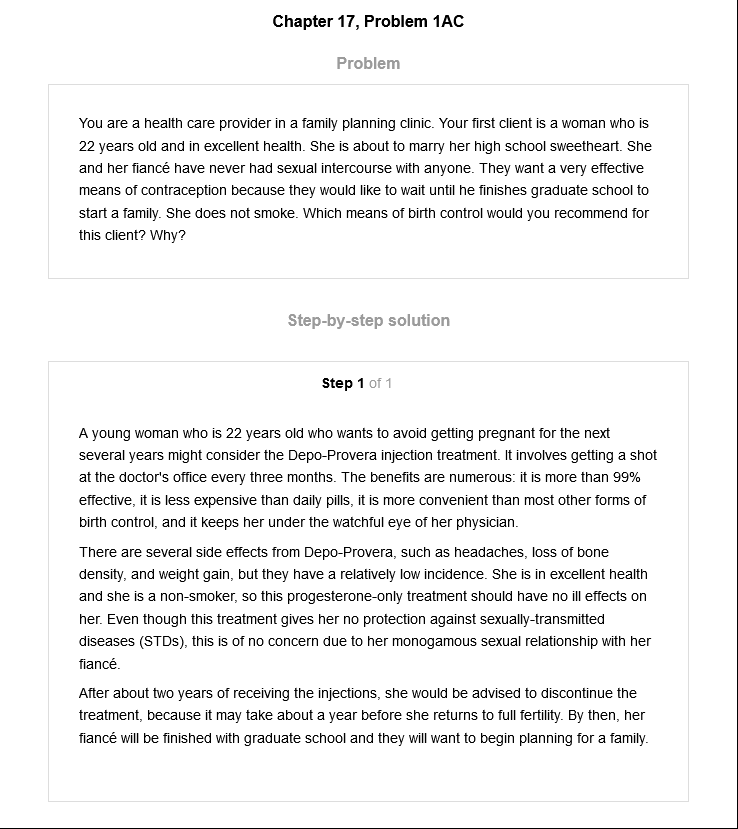 Chapter 17, Problem 1AC
Problem
You are a health care provider in a family planning clinic. Your first client is a woman who is
22 years old and in excellent health. She is about to marry her high school sweetheart. She
and her fiancé have never had sexual intercourse with anyone. They want a very effective
means of contraception because they would like to wait until he finishes graduate school to
start a family. She does not smoke. Which means of birth control would you recommend for
this client? Why?
Step-by-step solution
Step 1 of 1
A young woman who is 22 years old who wants to avoid getting pregnant for the next
several years might consider the Depo-Provera injection treatment. It involves getting a shot
at the doctor's office every three months. The benefits are numerous: it is more than 99%
effective, it is less expensive than daily pills, it is more convenient than most other forms of
birth control, and it keeps her under the watchful eye of her physician.
There are several side effects from Depo-Provera, such as headaches, loss of bone
density, and weight gain, but they have a relatively low incidence. She is in excellent health
and she is a non-smoker, so this progesterone-only treatment should have no ill effects on
her. Even though this treatment gives her no protection against sexually-transmitted
diseases (STDs), this is of no concern due to her monogamous sexual relationship with her
fiancé.
After about two years of receiving the injections, she would be advised to discontinue the
treatment, because it may take about a year before she returns to full fertility. By then, her
fiancé will be finished with graduate school and they will want to begin planning for a family.